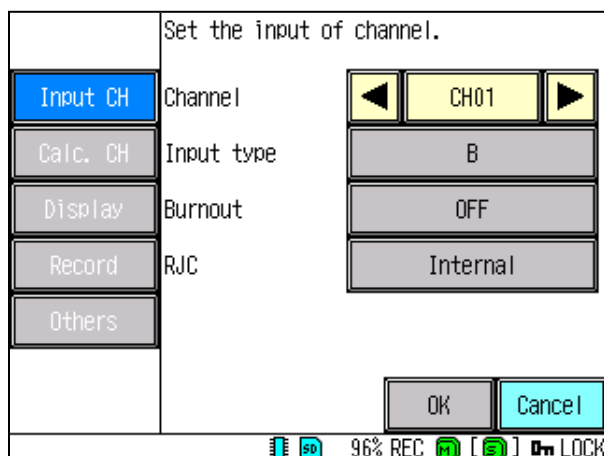 Set the input of channel.
Input CH
Channel
CH01
Calc. CH
Input type
B
Display
Burnout
OFF
Record
RJC
Internal
Others
OK
Cancel
SD 96% REC M [S] LOCK